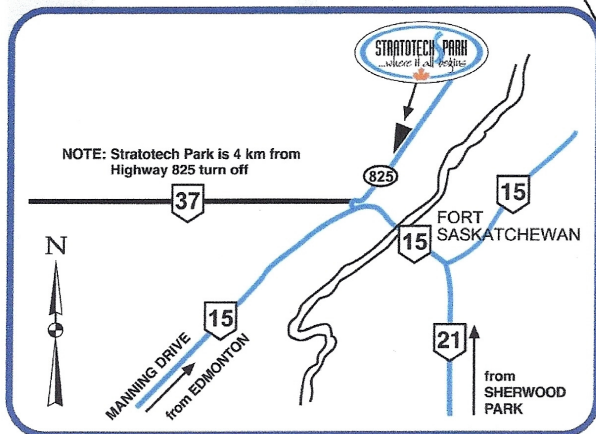 STRATOTECH PARK
...where it all begins
NOTE: Stratotech Park is 4 km from
Highway 825 turn off
825
37
15
FORT
SASKATCHEWAN
15
N
15
21
MANNING DRIVE
from EDMONTON
from
SHERWOOD
PARK